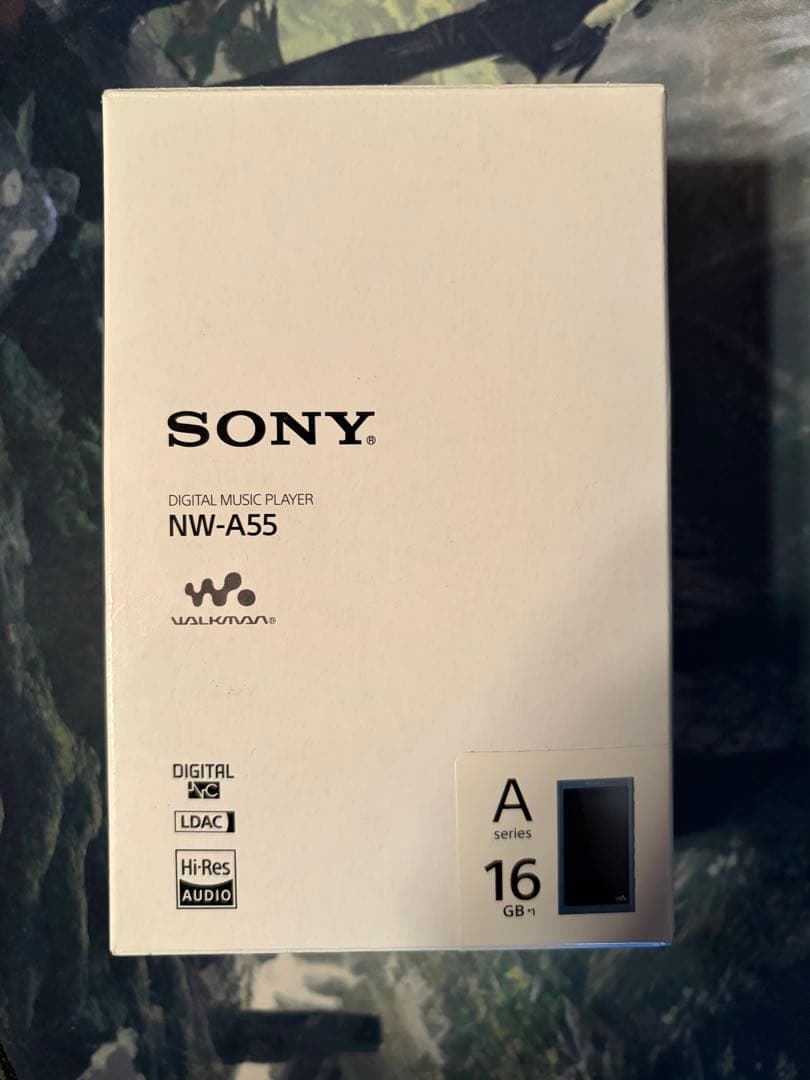 SONY®
DIGITAL MUSIC PLAYER
NW-A55
WALKMAN®
DIGITAL
NC
LDAC
Hi-Res
AUDIO
A
series
16
GB *1